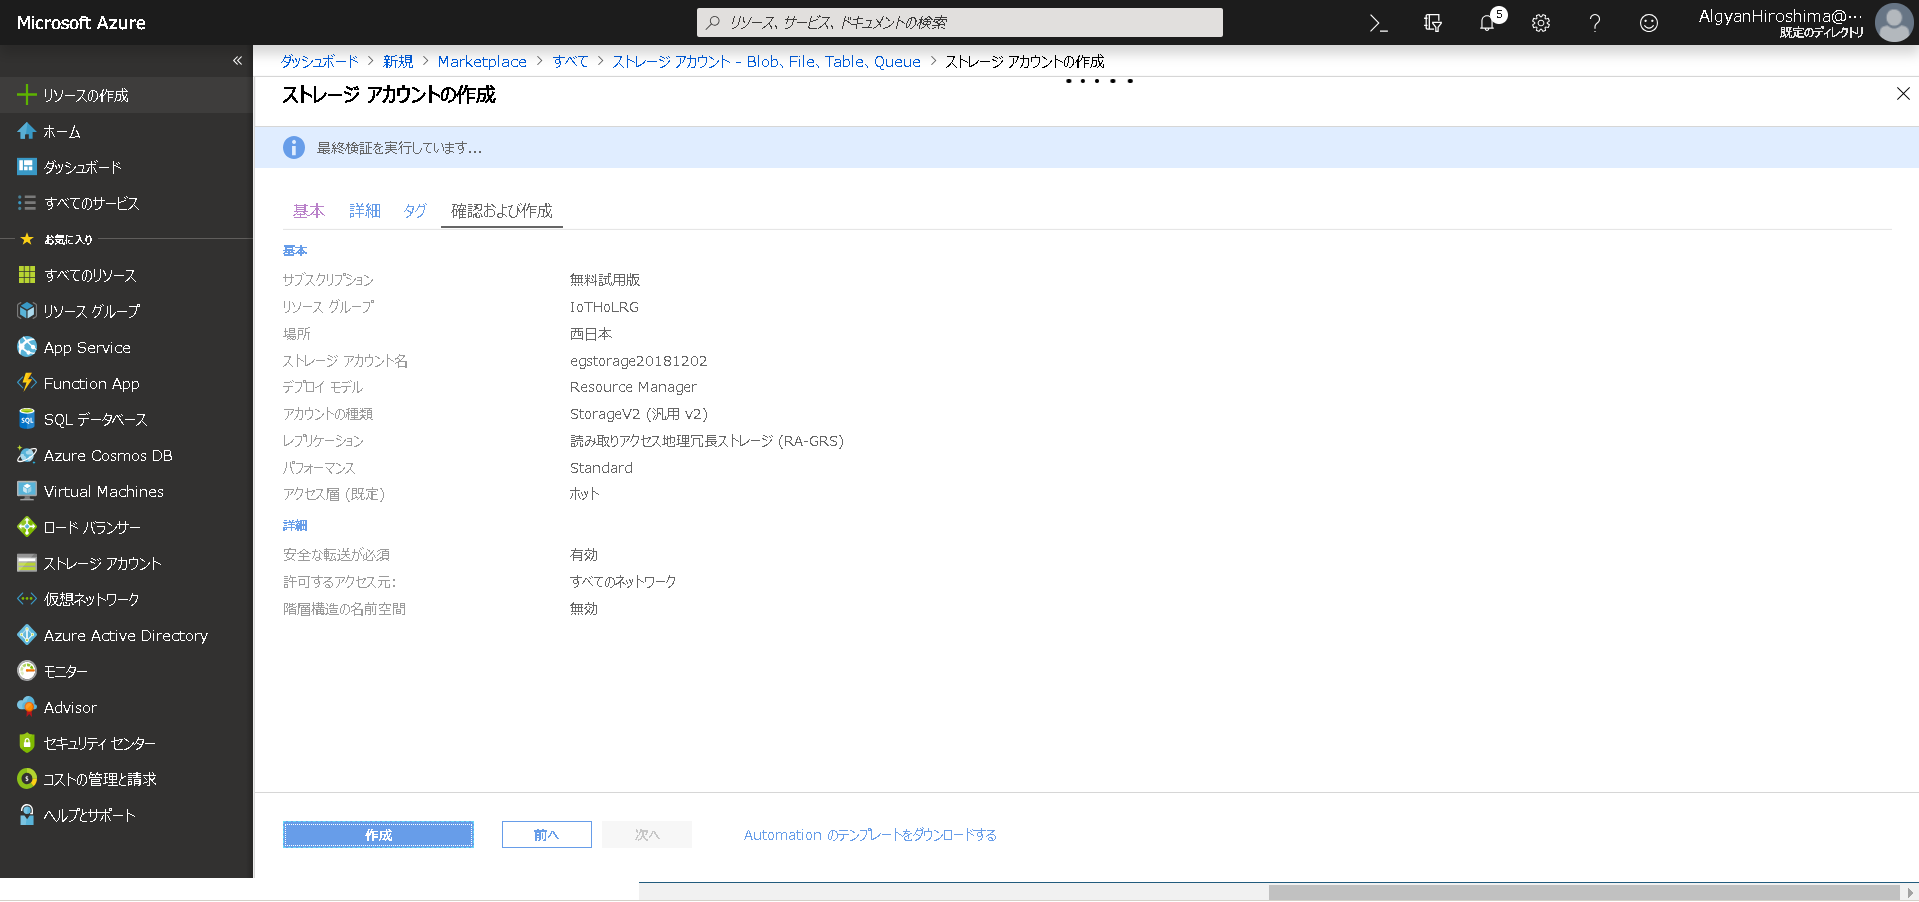 Microsoft Azure
リソース、サービス、ドキュメントの検索
5
AlgyanHiroshima@…
既定のディレクトリ
«
ダッシュボード > 新規 > Marketplace > すべて > ストレージ アカウント - Blob、File、Table、Queue > ストレージ アカウントの作成
ストレージ アカウントの作成
最終検証を実行しています...
リソースの作成
ホーム
ダッシュボード
すべてのサービス
お気に入り
すべてのリソース
リソース グループ
App Service
Function App
SQL データベース
Azure Cosmos DB
Virtual Machines
ロード バランサー
ストレージ アカウント
仮想ネットワーク
Azure Active Directory
モニター
Advisor
セキュリティ センター
コストの管理と請求
ヘルプとサポート
基本 詳細 タグ 確認および作成
基本
サブスクリプション 無料試用版
リソース グループ IoTHoLRG
場所 西日本
ストレージ アカウント名 egstorage20181202
デプロイ モデル Resource Manager
アカウントの種類 StorageV2 (汎用 v2)
レプリケーション 読み取りアクセス地理冗長ストレージ (RA-GRS)
パフォーマンス Standard
アクセス層 (既定) ホット
詳細
安全な転送が必須 有効
許可するアクセス元: すべてのネットワーク
階層構造の名前空間 無効
作成 前へ 次へ Automation のテンプレートをダウンロードする